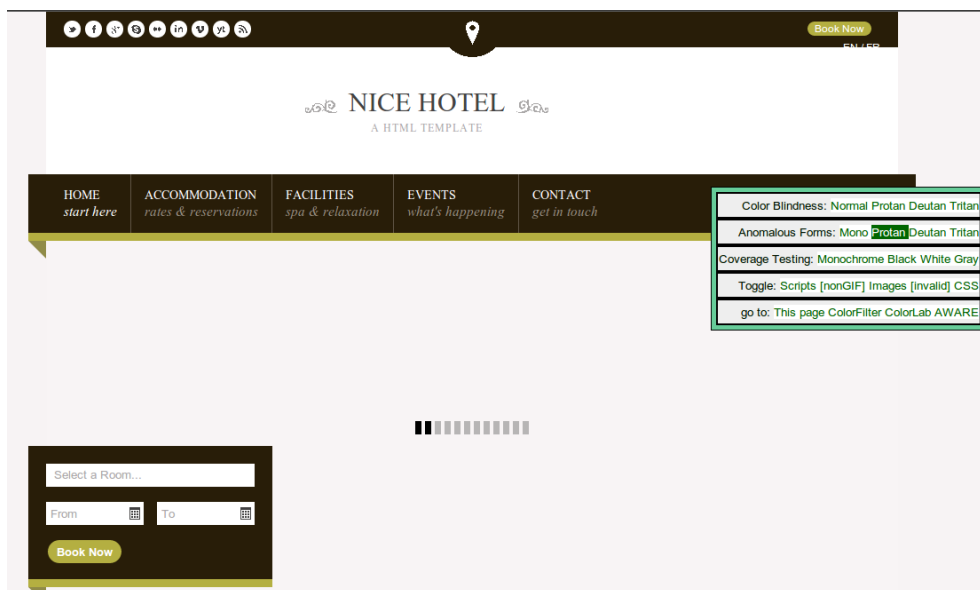 Book Now
EN / FR
NICE HOTEL
A HTML TEMPLATE
HOME ACCOMMODATION FACILITIES EVENTS CONTACT
start here rates & reservations spa & relaxation what's happening get in touch
Color Blindness: Normal Protan Deutan Tritan
Anomalous Forms: Mono Protan Deutan Tritan
Coverage Testing: Monochrome Black White Gray
Toggle: Scripts [nonGIF] Images [invalid] CSS
go to: This page ColorFilter ColorLab AWARE
Select a Room...
From To
Book Now